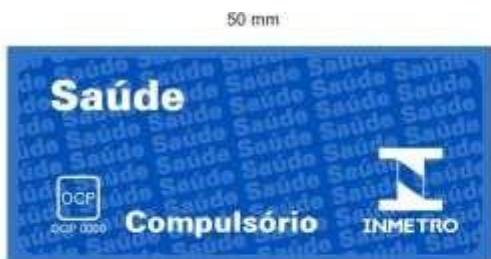 50 mm
Saúde
OCP
OCP 0000
Compulsório
INMETRO